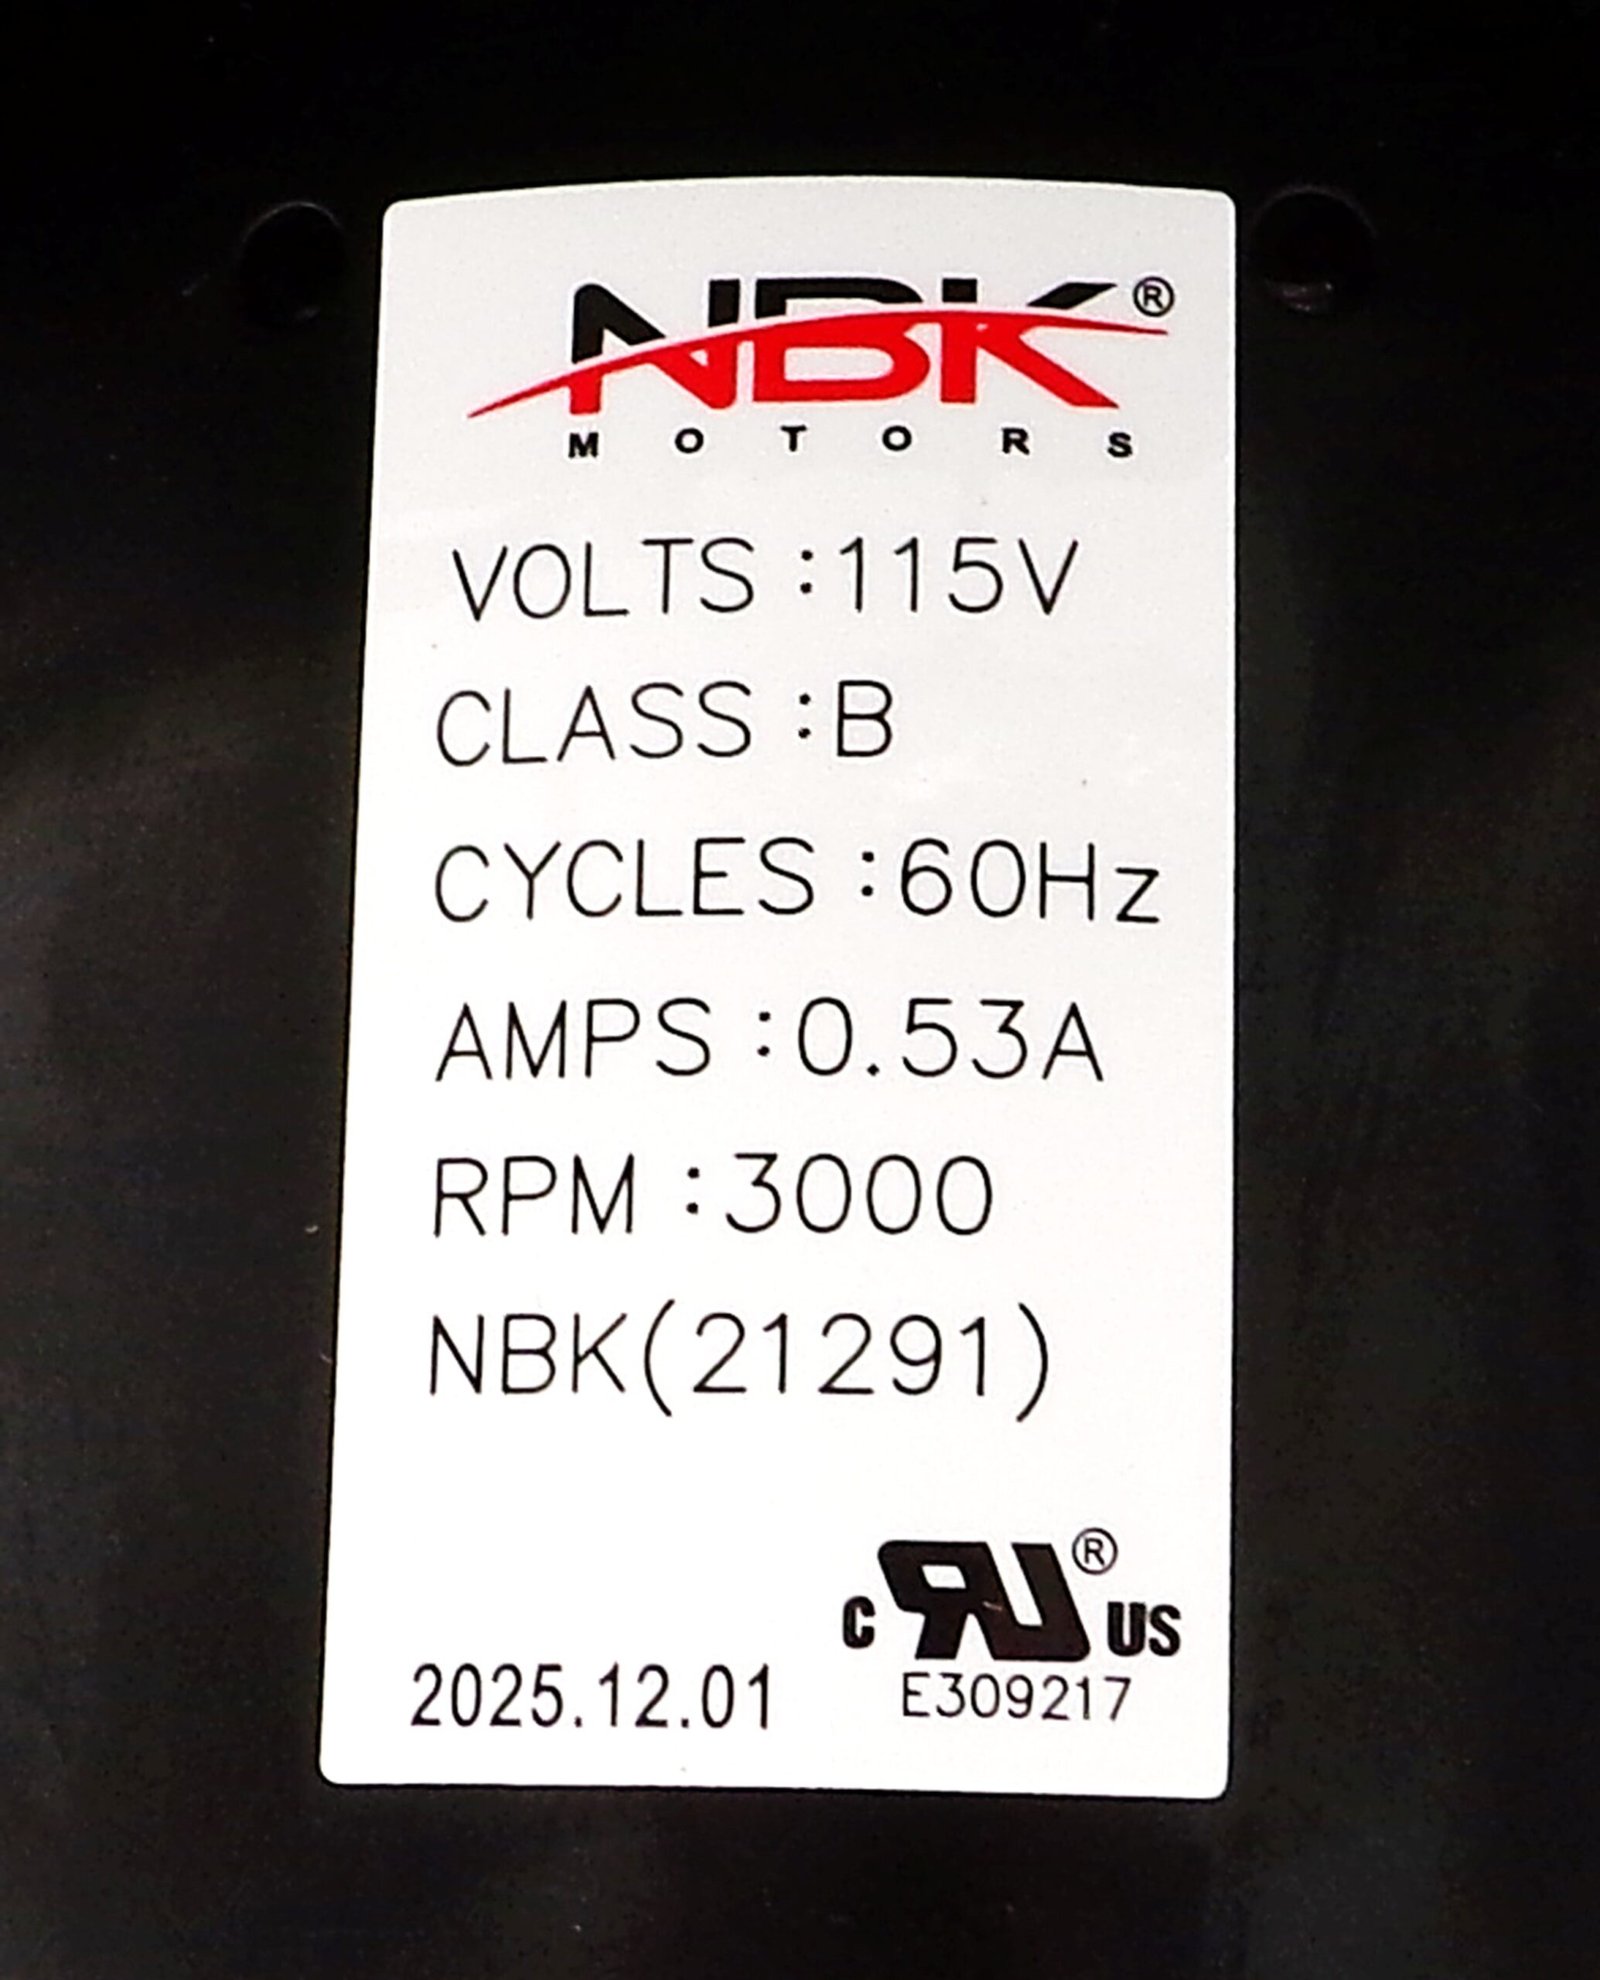 NBK®
MOTORS
VOLTS :115V
CLASS :B
CYCLES :60Hz
AMPS :0.53A
RPM :3000
NBK(21291)
c RU® US
2025.12.01 E309217